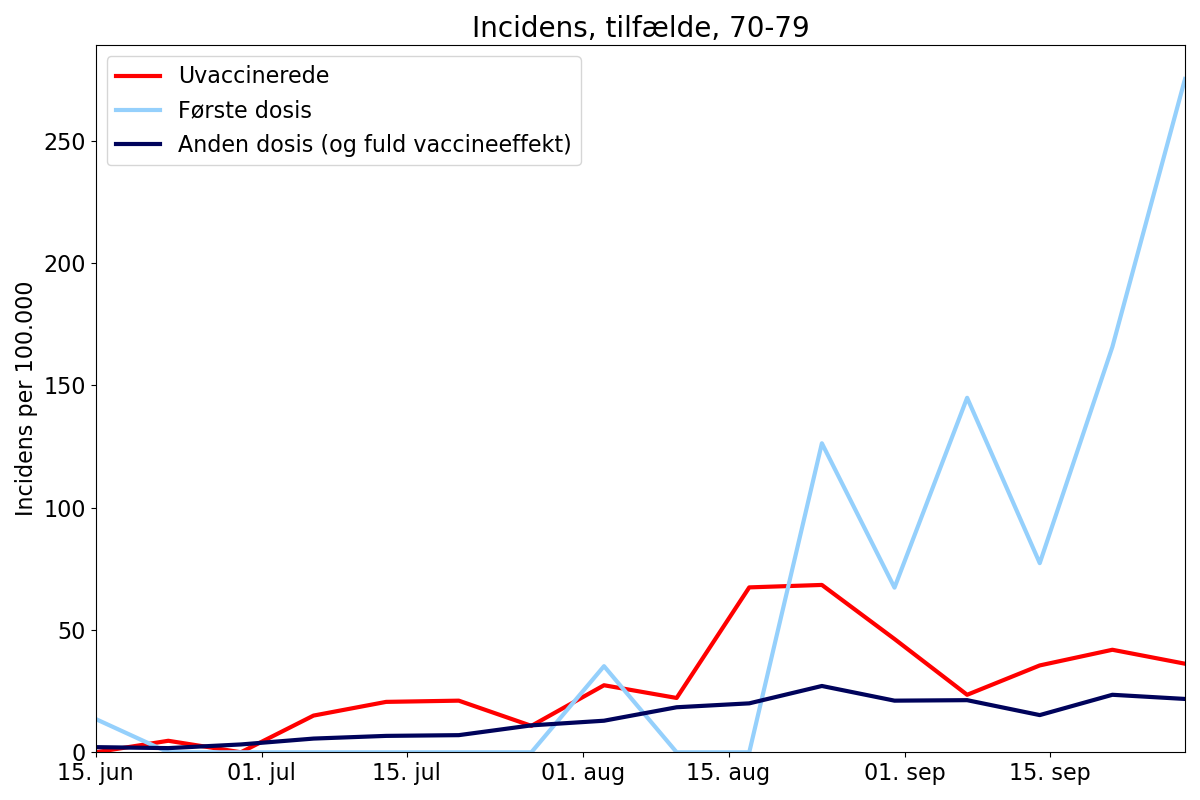 Incidens, tilfælde, 70-79
Uvaccinerede
Første dosis
Anden dosis (og fuld vaccineeffekt)
Incidens per 100.000
250
200
150
100
50
0
15. jun 01. jul 15. jul 01. aug 15. aug 01. sep 15. sep